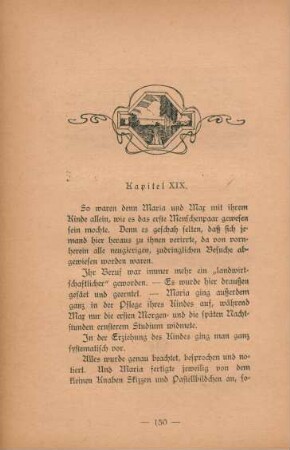 Kapitel XIX.
So waren denn Maria und Max mit ihrem
Kinde allein, wie es das erste Menschenpaar gewesen
sein mochte. Denn es geschah selten, daß sich je-
mand hier heraus zu ihnen verirrte, da von vorn-
herein alle neugierigen, zudringlichen Besuche ab-
gewiesen worden waren.
Ihr Beruf war immer mehr ein „landwirt-
schaftlicher“ geworden. — Es wurde hier draußen
gesäet und geerntet. — Maria ging außerdem
ganz in der Pflege ihres Kindes auf, während
Max nur die ersten Morgen- und die späten Nacht-
stunden ernsterem Studium widmete.
In der Erziehung des Kindes ging man ganz
systematisch vor.
Alles wurde genau beachtet, besprochen und no-
tiert. Und Maria fertigte jeweilig von dem
kleinen Knaben Skizzen und Pastellbildchen an, so-
— 150 —